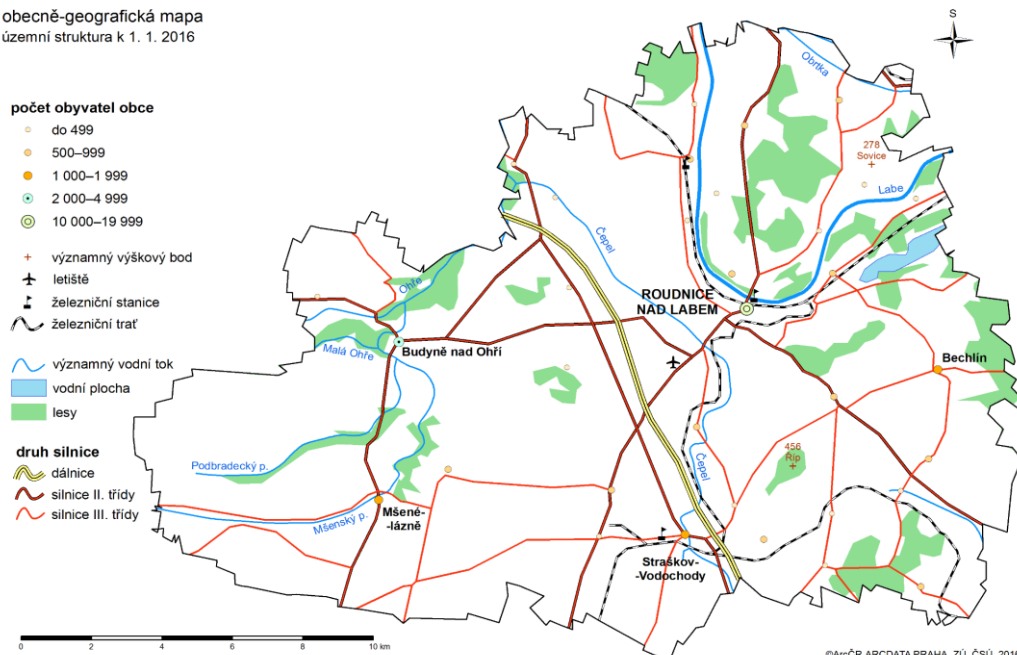 obecně-geografická mapa
územní struktura k 1. 1. 2016
S
počet obyvatel obce
do 499
500–999
1 000–1 999
2 000–4 999
10 000–19 999
významný výškový bod
letiště
železniční stanice
železniční trať
významný vodní tok
vodní plocha
lesy
druh silnice
dálnice
silnice II. třídy
silnice III. třídy
Obrtka
278
Sovice
Labe
Čepel
Ohře
ROUDNICE
NAD LABEM
Malá Ohře
Budyně nad Ohří
Bechlín
456
Říp
Podbradecký p.
Čepel
Mšenský p.
Mšené-
-lázně
Straškov-
-Vodochody
0 2 4 6 8 10 km
©ArcČR ARCDATA PRAHA, ZÚ, ČSÚ, 2016